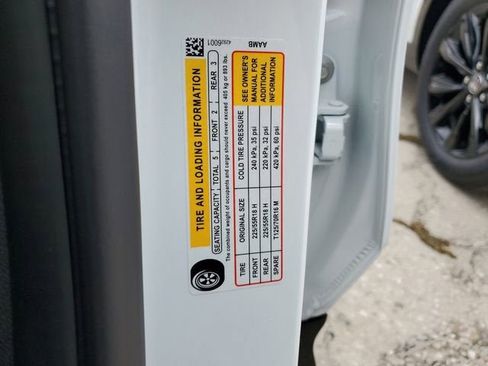 42606001
AAMB
TIRE AND LOADING INFORMATION
SEATING CAPACITY TOTAL 5 FRONT 2 REAR 3
The combined weight of occupants and cargo should never exceed 405 kg or 893 lbs.
TIRE ORIGINAL SIZE COLD TIRE PRESSURE
FRONT 225/55R18 H 240 kPa, 35 psi
REAR 225/55R18 H 220 kPa, 32 psi
SPARE T125/70R16 M 420 kPa, 60 psi
SEE OWNER'S
MANUAL FOR
ADDITIONAL
INFORMATION